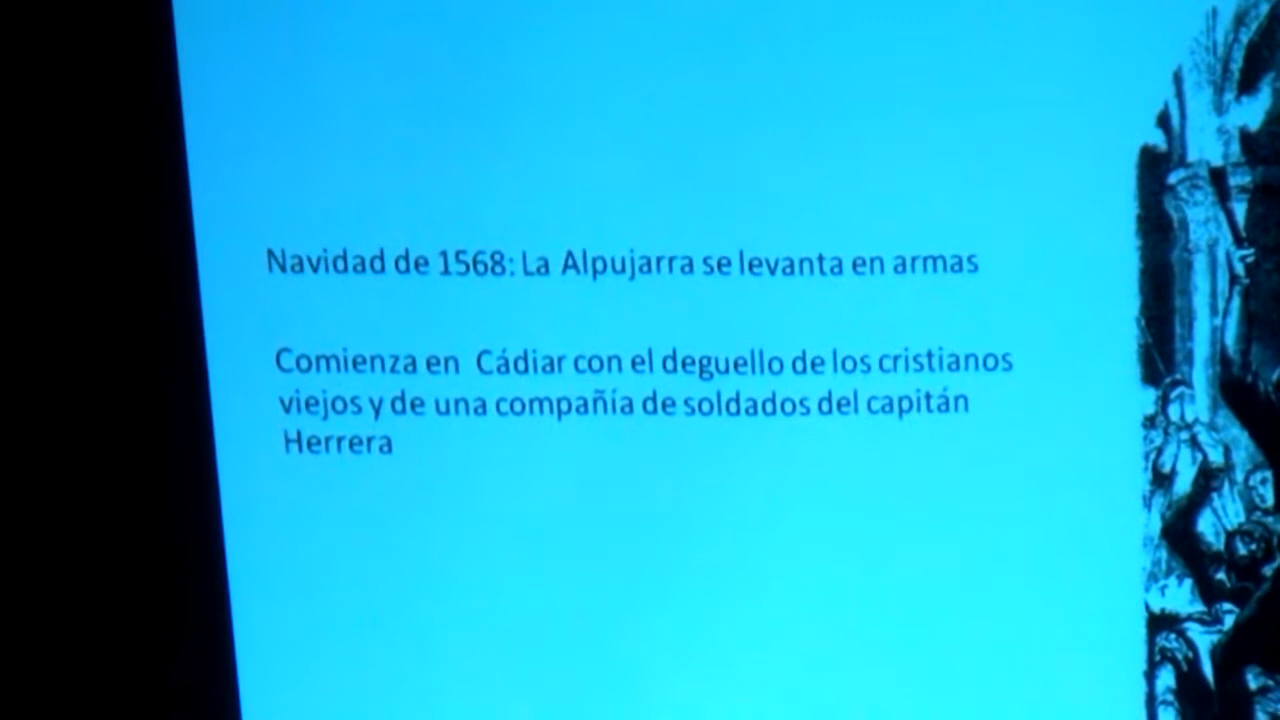 Navidad de 1568: La Alpujarra se levanta en armas
Comienza en Cádiar con el deguello de los cristianos
viejos y de una compañía de soldados del capitán
Herrera